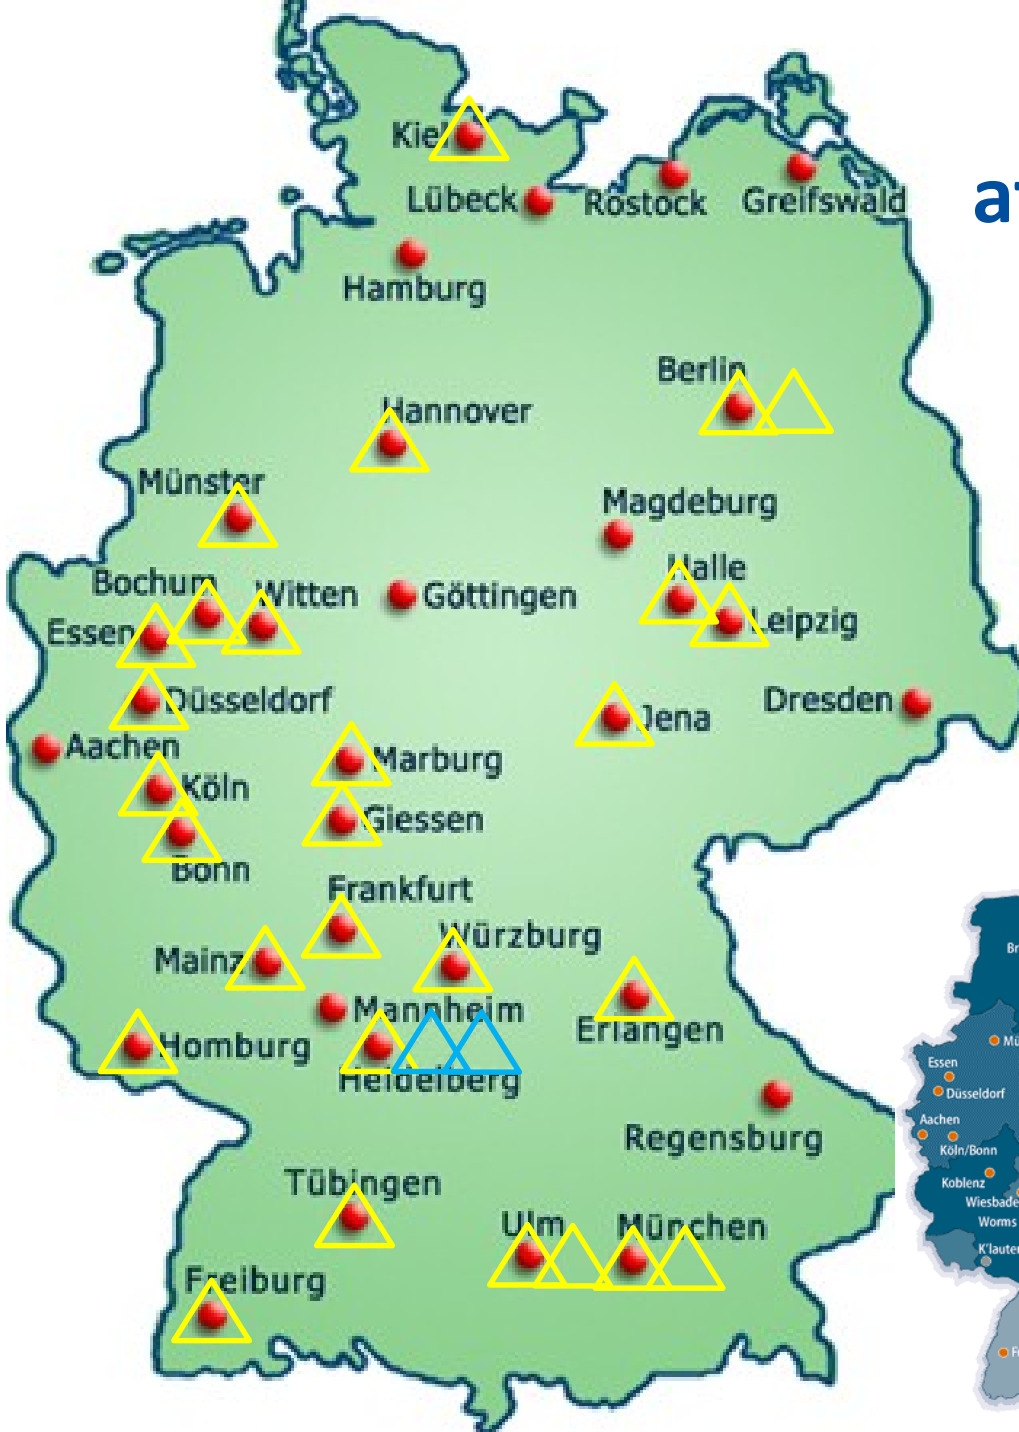 Kiel
Lübeck
Rostock
Greifswald
Hamburg
Berlin
Hannover
Münster
Magdeburg
Halle
Bochum
Witten
Göttingen
Leipzig
Essen
Düsseldorf
Jena
Dresden
Aachen
Marburg
Köln
Giessen
Bonn
Frankfurt
Würzburg
Mainz
Mannheim
Erlangen
Homburg
Heidelberg
Regensburg
Tübingen
Ulm
München
Freiburg
Essen
Düsseldorf
Aachen
Köln/Bonn
Koblenz
Wiesbade
Worms
K'lauter